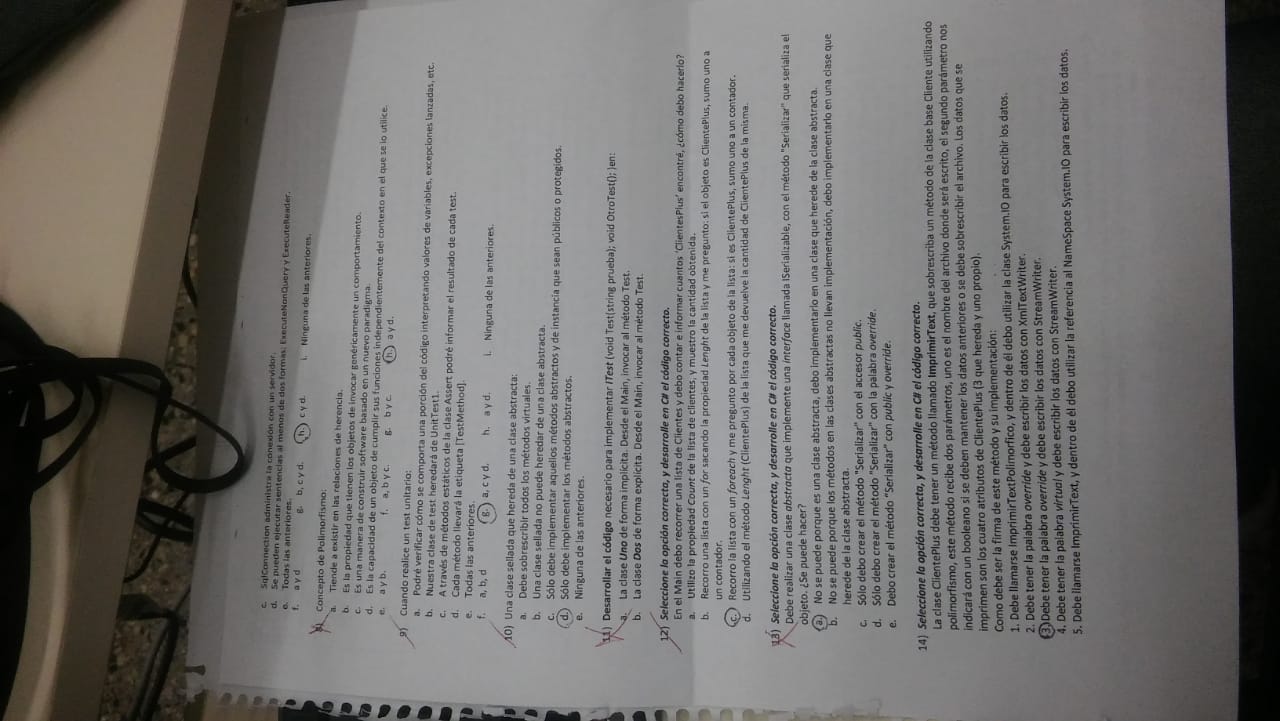 c. SqlConnection administra la conexión con un servidor.
d. Se pueden ejecutar sentencias al menos de dos formas: ExecuteNonQuery y ExecuteReader.
e. Todas las anteriores.
f. a y d g. b, c y d. h. c y d. i. Ninguna de las anteriores.
8) Concepto de Polimorfismo:
a. Tiende a existir en las relaciones de herencia.
b. Es la propiedad que tienen los objetos de invocar genéricamente un comportamiento.
c. Es una manera de construir software basado en un nuevo paradigma.
d. Es la capacidad de un objeto de cumplir sus funciones independientemente del contexto en el que se lo utilice.
e. a y b. f. a, b y c. g. b y c. h. a y d.
9) Cuando realice un test unitario:
a. Podré verificar cómo se comporta una porción del código interpretando valores de variables, excepciones lanzadas, etc.
b. Nuestra clase de test heredará de UnitTest1.
c. A través de métodos estáticos de la clase Assert podré informar el resultado de cada test.
d. Cada método llevará la etiqueta [TestMethod].
e. Todas las anteriores.
f. a, b, d g. a, c y d. h. a y d. i. Ninguna de las anteriores.
10) Una clase sellada que hereda de una clase abstracta:
a. Debe sobrescribir todos los métodos virtuales.
b. Una clase sellada no puede heredar de una clase abstracta.
c. Sólo debe implementar aquellos métodos abstractos y de instancia que sean públicos o protegidos.
d. Sólo debe implementar los métodos abstractos.
e. Ninguna de las anteriores.
11) Desarrollar el código necesario para implementar ITest (void Test(string prueba); void OtroTest(); )en:
a. La clase Uno de forma implícita. Desde el Main, invocar al método Test.
b. La clase Dos de forma explícita. Desde el Main, invocar al método Test.
12) Seleccione la opción correcta, y desarrolle en C# el código correcto.
En el Main debo recorrer una lista de Clientes y debo contar e informar cuantos 'ClientesPlus' encontré, ¿cómo debo hacerlo?
a. Utilizo la propiedad Count de la lista de clientes, y muestro la cantidad obtenida.
b. Recorro una lista con un for sacando la propiedad Lenght de la lista y me pregunto: si el objeto es ClientePlus, sumo uno a
un contador.
c. Recorro la lista con un foreach y me pregunto por cada objeto de la lista: si es ClientePlus, sumo uno a un contador.
d. Utilizando el método Lenght (ClientePlus) de la lista que me devuelve la cantidad de ClientePlus de la misma.
13) Seleccione la opción correcta, y desarrolle en C# el código correcto.
Debe realizar una clase abstracta que implemente una interface llamada ISerializable, con el método "Serializar" que serializa el
objeto. ¿Se puede hacer?
a. No se puede porque es una clase abstracta, debo implementarlo en una clase que herede de la clase abstracta.
b. No se puede porque los métodos en las clases abstractas no llevan implementación, debo implementarlo en una clase que
herede de la clase abstracta.
c. Sólo debo crear el método "Serializar" con el accesor public.
d. Sólo debo crear el método "Serializar" con la palabra override.
e. Debo crear el método "Serializar" con public y override.
14) Seleccione la opción correcta, y desarrolle en C# el código correcto.
La clase ClientePlus debe tener un método llamado ImprimirText, que sobrescriba un método de la clase base Cliente utilizando
polimorfismo, este método recibe dos parámetros, uno es el nombre del archivo donde será escrito, el segundo parámetro nos
indicará con un booleano si se deben mantener los datos anteriores o se debe sobrescribir el archivo. Los datos que se
imprimen son los cuatro atributos de ClientePlus (3 que hereda y uno propio).
Como debe ser la firma de este método y su implementación:
1. Debe llamarse ImprimirTextPolimorfico, y dentro de él debo utilizar la clase System.IO para escribir los datos.
2. Debe tener la palabra override y debe escribir los datos con XmlTextWriter.
3. Debe tener la palabra override y debe escribir los datos con StreamWriter.
4. Debe tener la palabra virtual y debe escribir los datos con StreamWriter.
5. Debe llamarse ImprimirText, y dentro de él debo utilizar la referencia al NameSpace System.IO para escribir los datos.